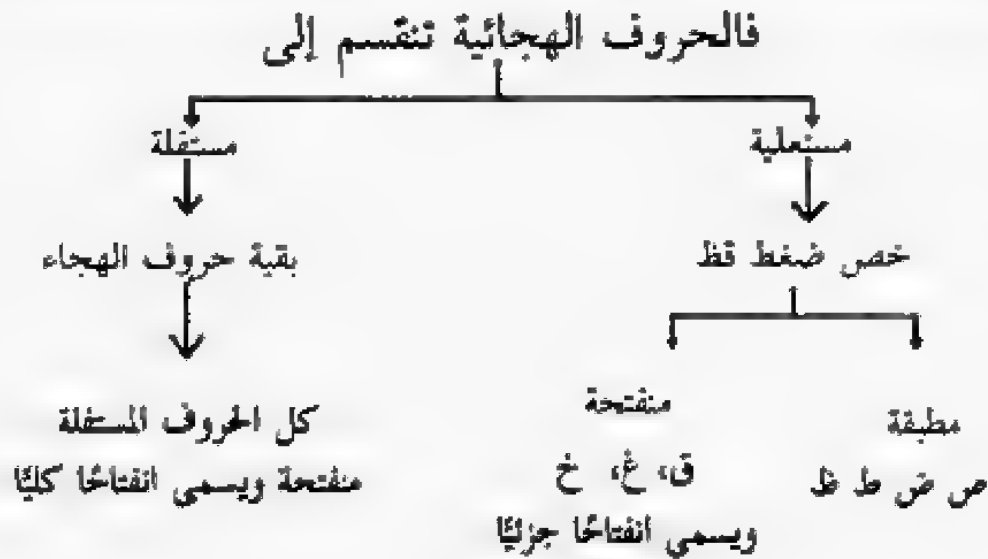 فالحروف الهجائية تنقسم إلى
مستعلية
مستفلة
خص ضغط قظ
بقية حروف الهجاء
مطبقة
ص ض ط ظ
منفتحة
ق، غ، خ
ويسمى انفتاحًا جزئيًا
كل الحروف المستفلة
منفتحة ويسمى انفتاحًا كليًا